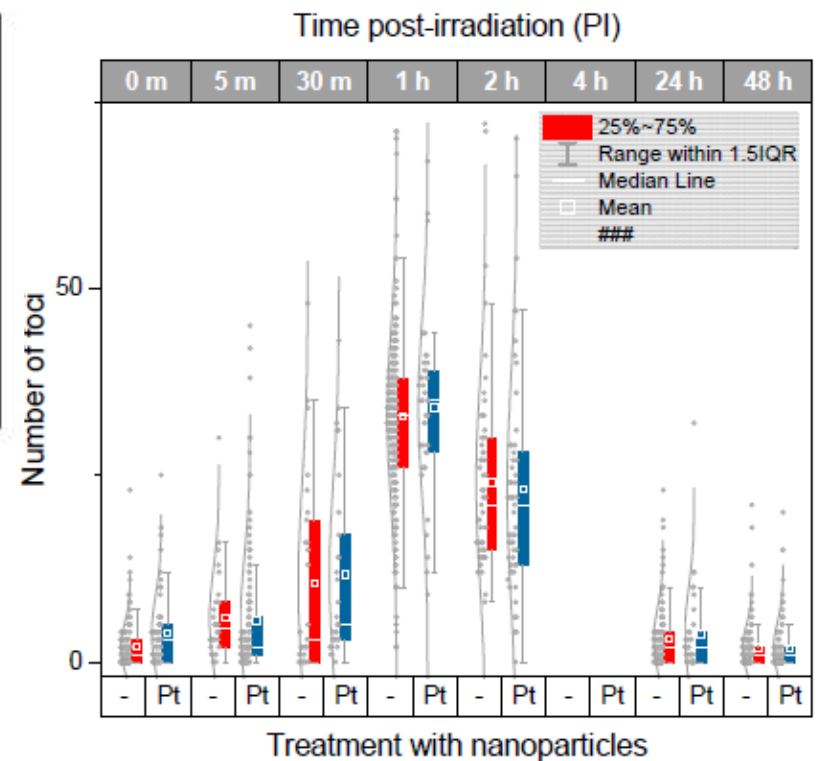 Time post-irradiation (PI)
0 m 5 m 30 m 1 h 2 h 4 h 24 h 48 h
25%~75%
Range within 1.5IQR
Median Line
Mean
###
50
0
Number of foci
- Pt - Pt - Pt - Pt - Pt - Pt - Pt - Pt
Treatment with nanoparticles